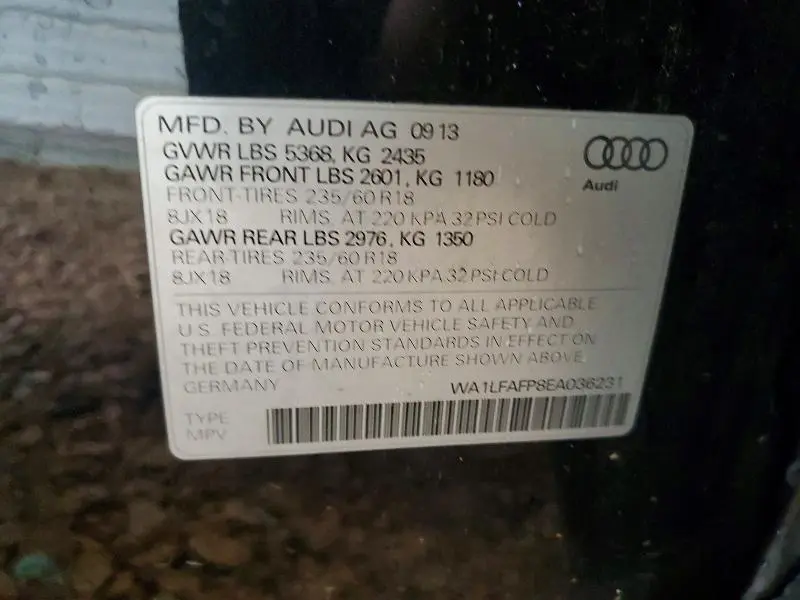 MFD. BY AUDI AG 0913
GVWR LBS 5368, KG 2435
GAWR FRONT LBS 2601, KG 1180
FRONT-TIRES 235/60 R18
8JX18 RIMS, AT 220 KPA 32 PSI COLD
GAWR REAR LBS 2976, KG 1350
REAR-TIRES 235/60 R18
8JX18 RIMS, AT 220 KPA 32 PSI COLD
Audi
THIS VEHICLE CONFORMS TO ALL APPLICABLE
U.S. FEDERAL MOTOR VEHICLE SAFETY AND
THEFT PREVENTION STANDARDS IN EFFECT ON
THE DATE OF MANUFACTURE SHOWN ABOVE.
GERMANY WA1LFAFP8EA036231
TYPE
MPV